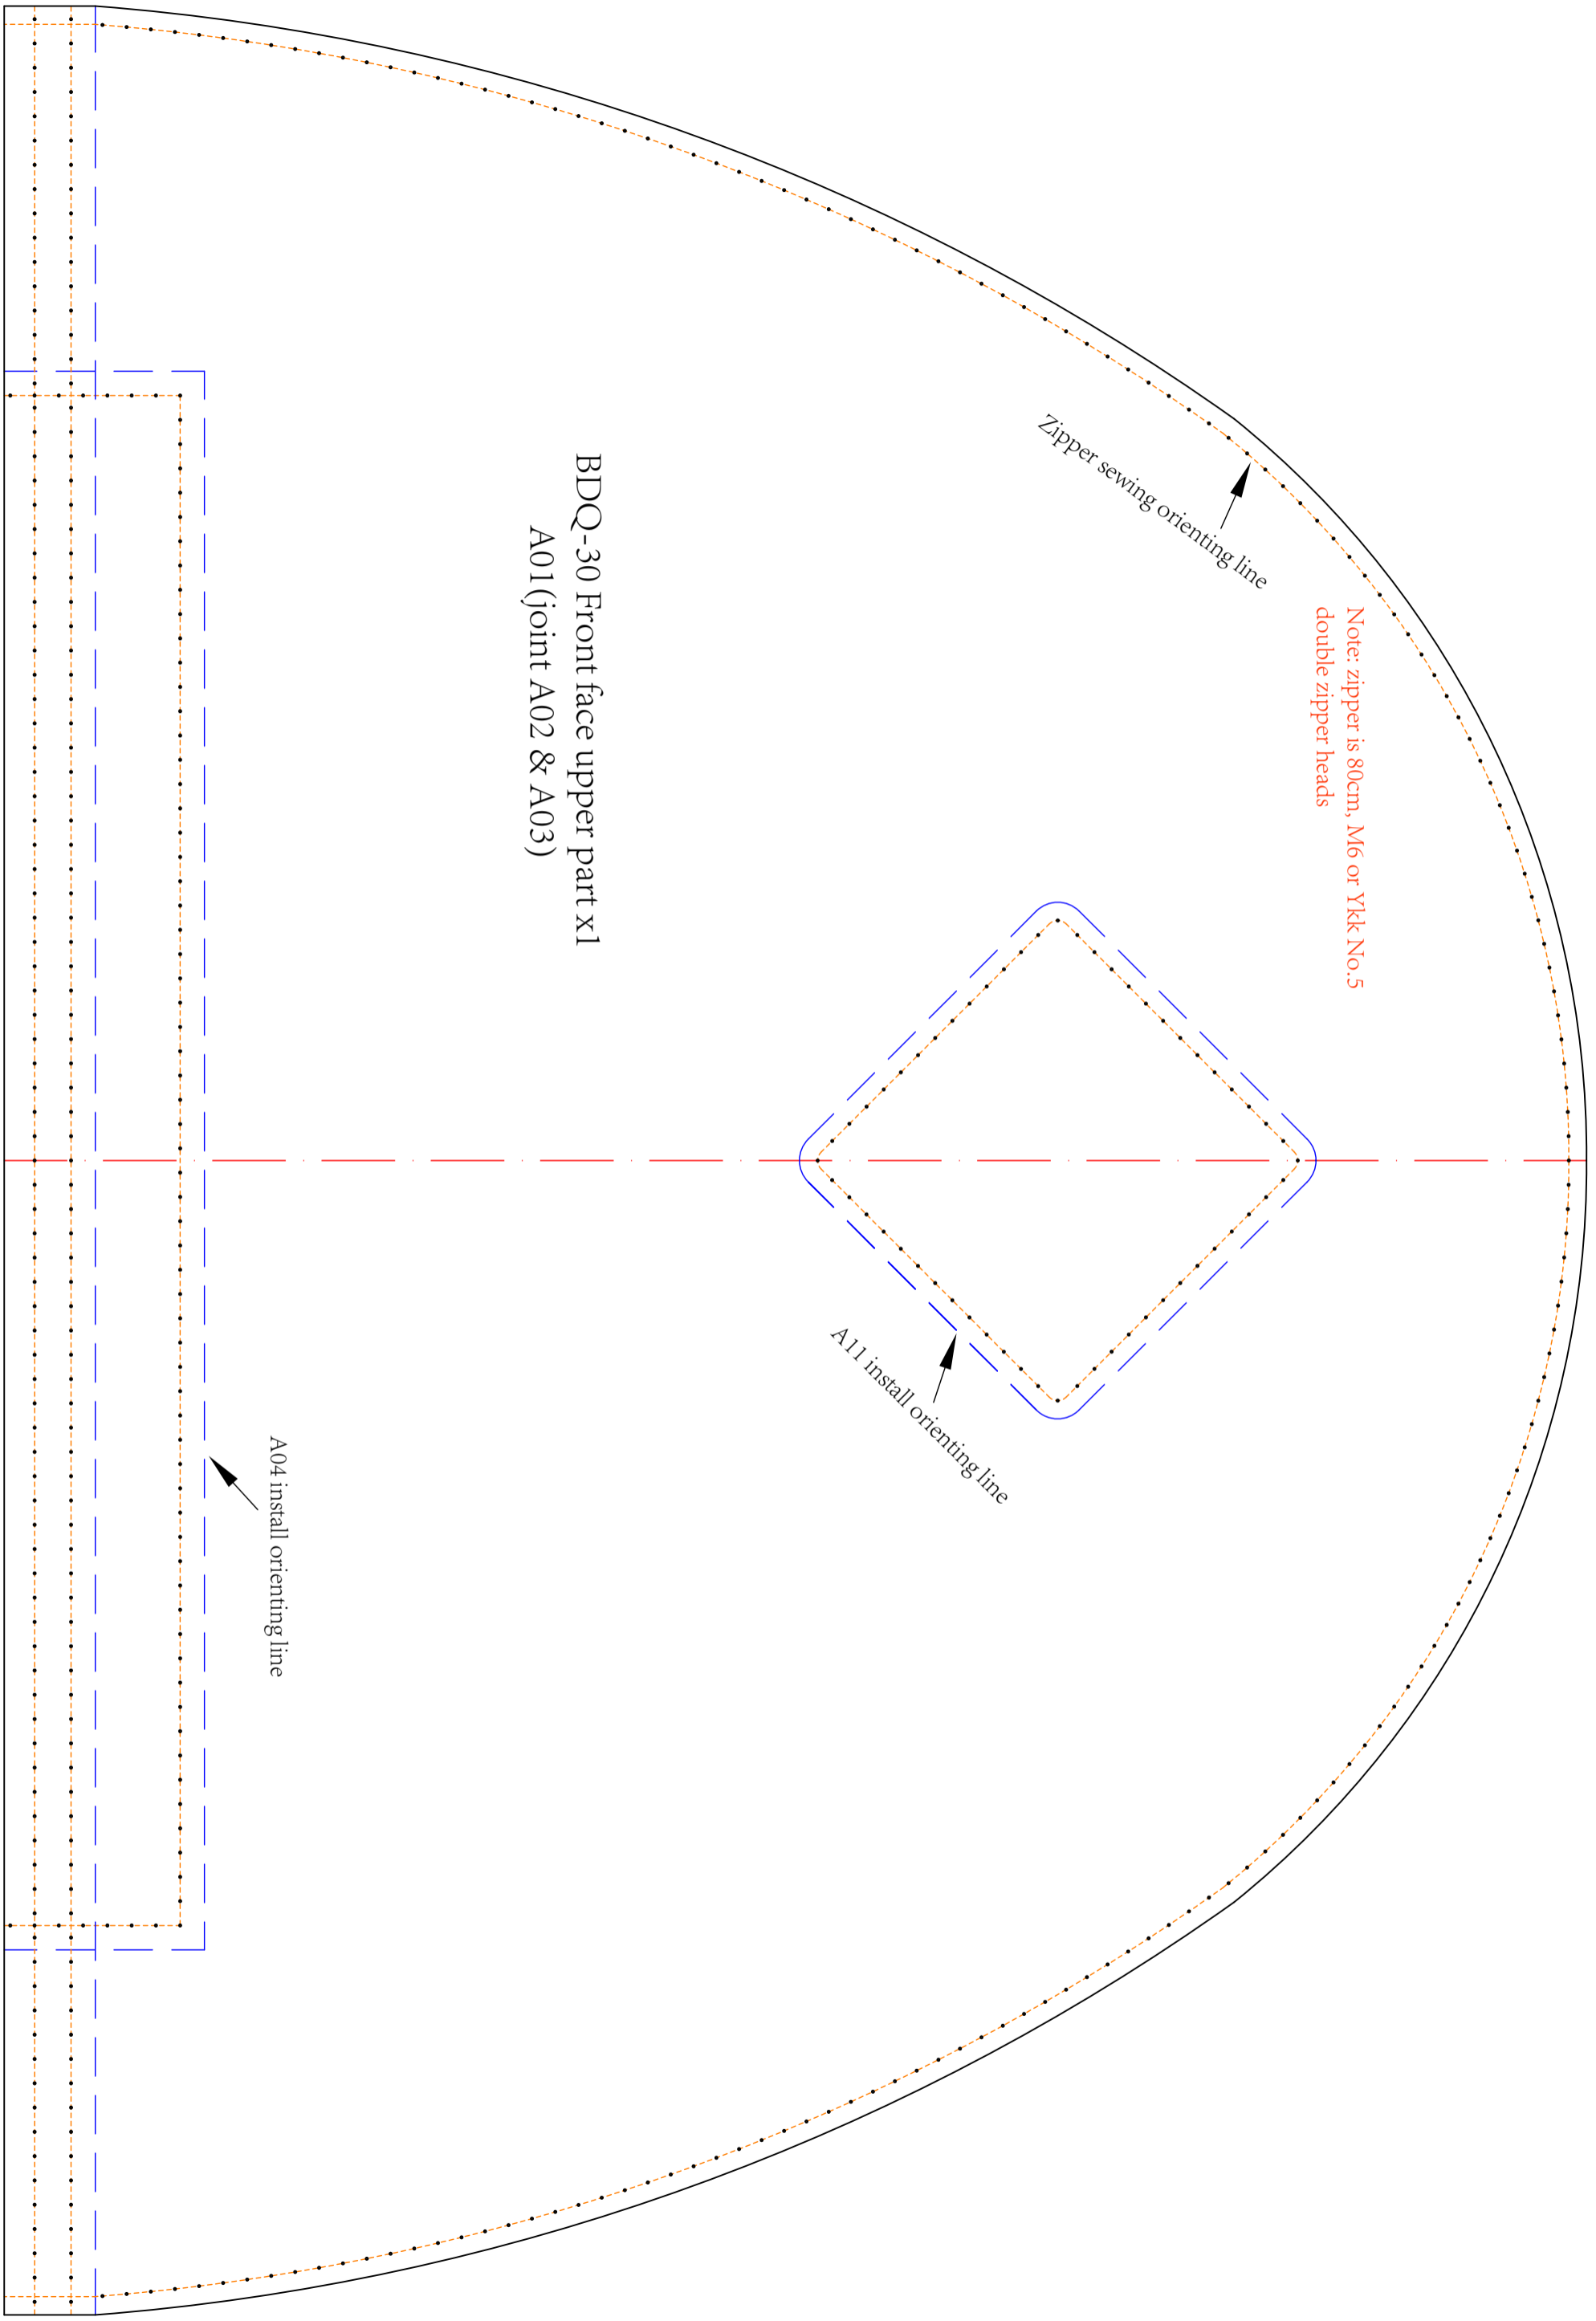 Zipper sewing orienting line
Note: zipper is 80cm, M6 or Ykk No.5
double zipper heads
BDQ-30 Front face upper part x1
A01(joint A02 & A03)
A11 install orienting line
A04 install orienting line